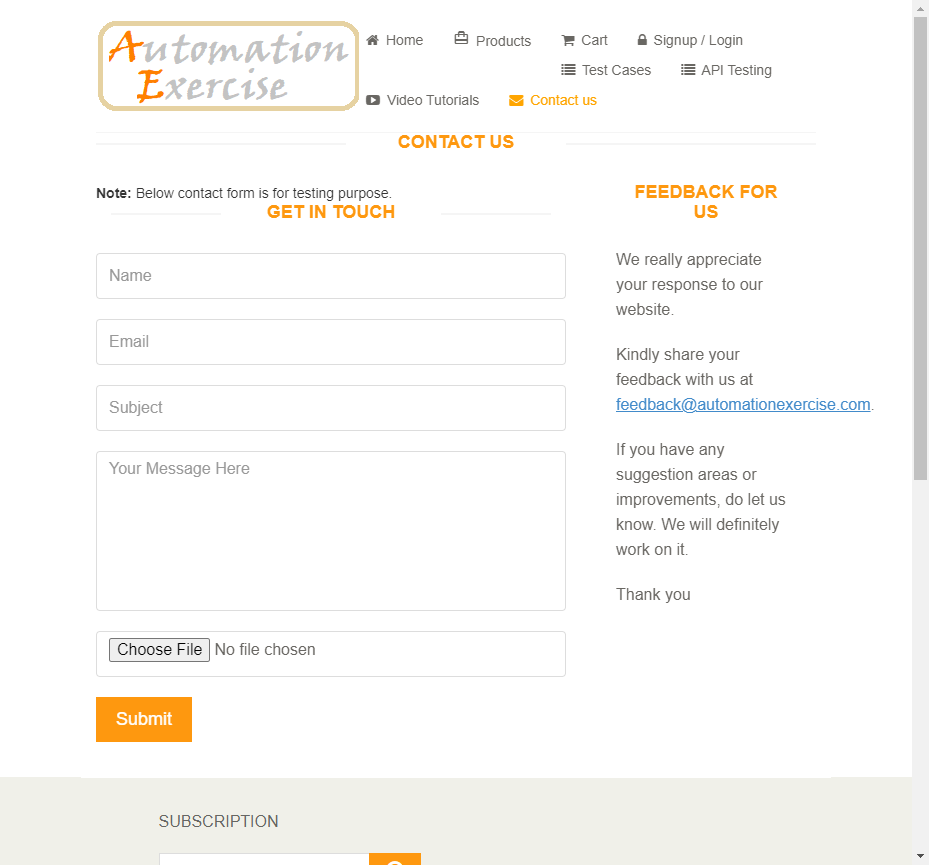 Automation
Exercise
Home Products Cart Signup / Login
Test Cases API Testing
Video Tutorials Contact us
CONTACT US
Note: Below contact form is for testing purpose.
GET IN TOUCH
Name
Email
Subject
Your Message Here
Choose File No file chosen
Submit
FEEDBACK FOR
US
We really appreciate
your response to our
website.
Kindly share your
feedback with us at
feedback@automationexercise.com.
If you have any
suggestion areas or
improvements, do let us
know. We will definitely
work on it.
Thank you
SUBSCRIPTION